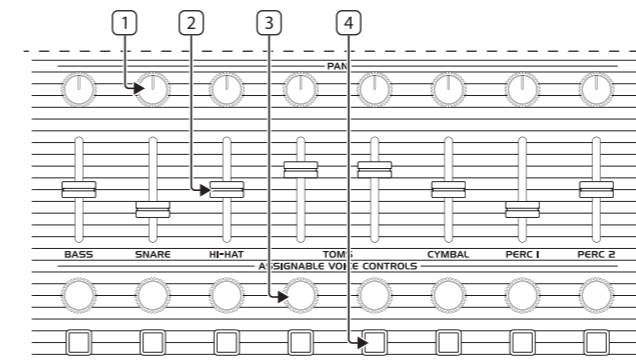 1 2 3 4
PAN
BASS SNARE HI-HAT TOMS CYMBAL PERC 1 PERC 2
ASSIGNABLE VOICE CONTROLS